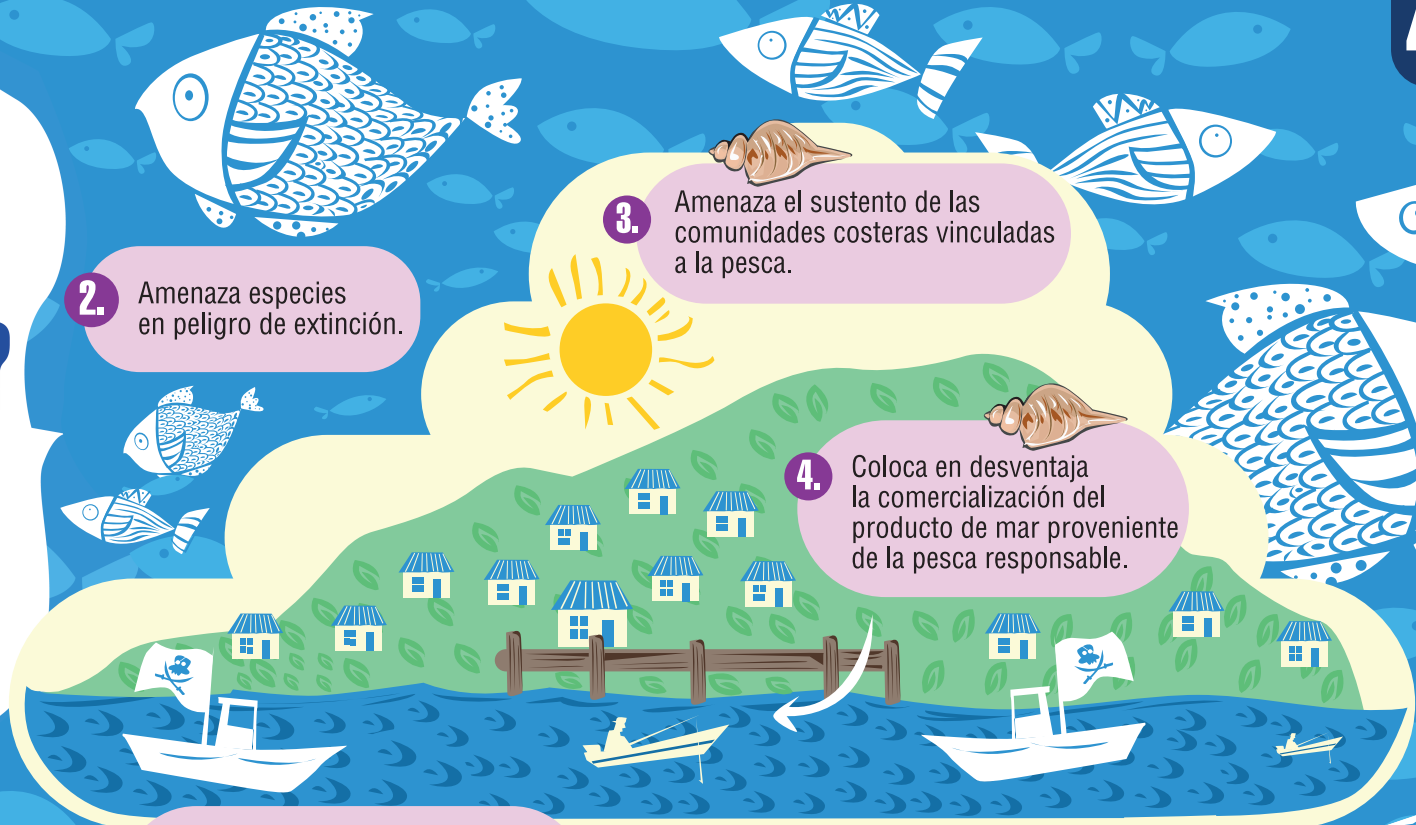 2. Amenaza especies
en peligro de extinción.
3. Amenaza el sustento de las
comunidades costeras vinculadas
a la pesca.
4. Coloca en desventaja
la comercialización del
producto de mar proveniente
de la pesca responsable.